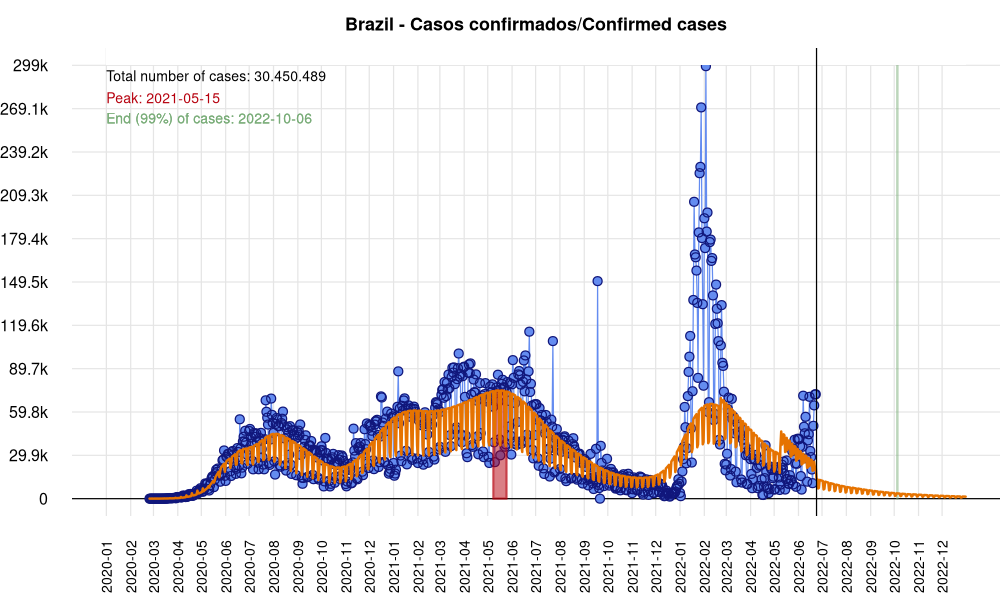 Brazil - Casos confirmados/Confirmed cases
299k
Total number of cases: 30.450.489
Peak: 2021-05-15
269.1k
End (99%) of cases: 2022-10-06
239.2k
209.3k
179.4k
149.5k
119.6k
89.7k
59.8k
29.9k
0
2020-01
2020-02
2020-03
2020-04
2020-05
2020-06
2020-07
2020-08
2020-09
2020-10
2020-11
2020-12
2021-01
2021-02
2021-03
2021-04
2021-05
2021-06
2021-07
2021-08
2021-09
2021-10
2021-11
2021-12
2022-01
2022-02
2022-03
2022-04
2022-05
2022-06
2022-07
2022-08
2022-09
2022-10
2022-11
2022-12